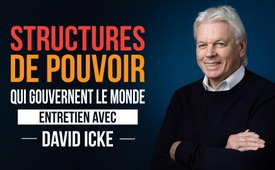 STRUCTURES
DE POUVOIR
QUI GOUVERNENT LE MONDE
ENTRETIEN AVEC
DAVID ICKE